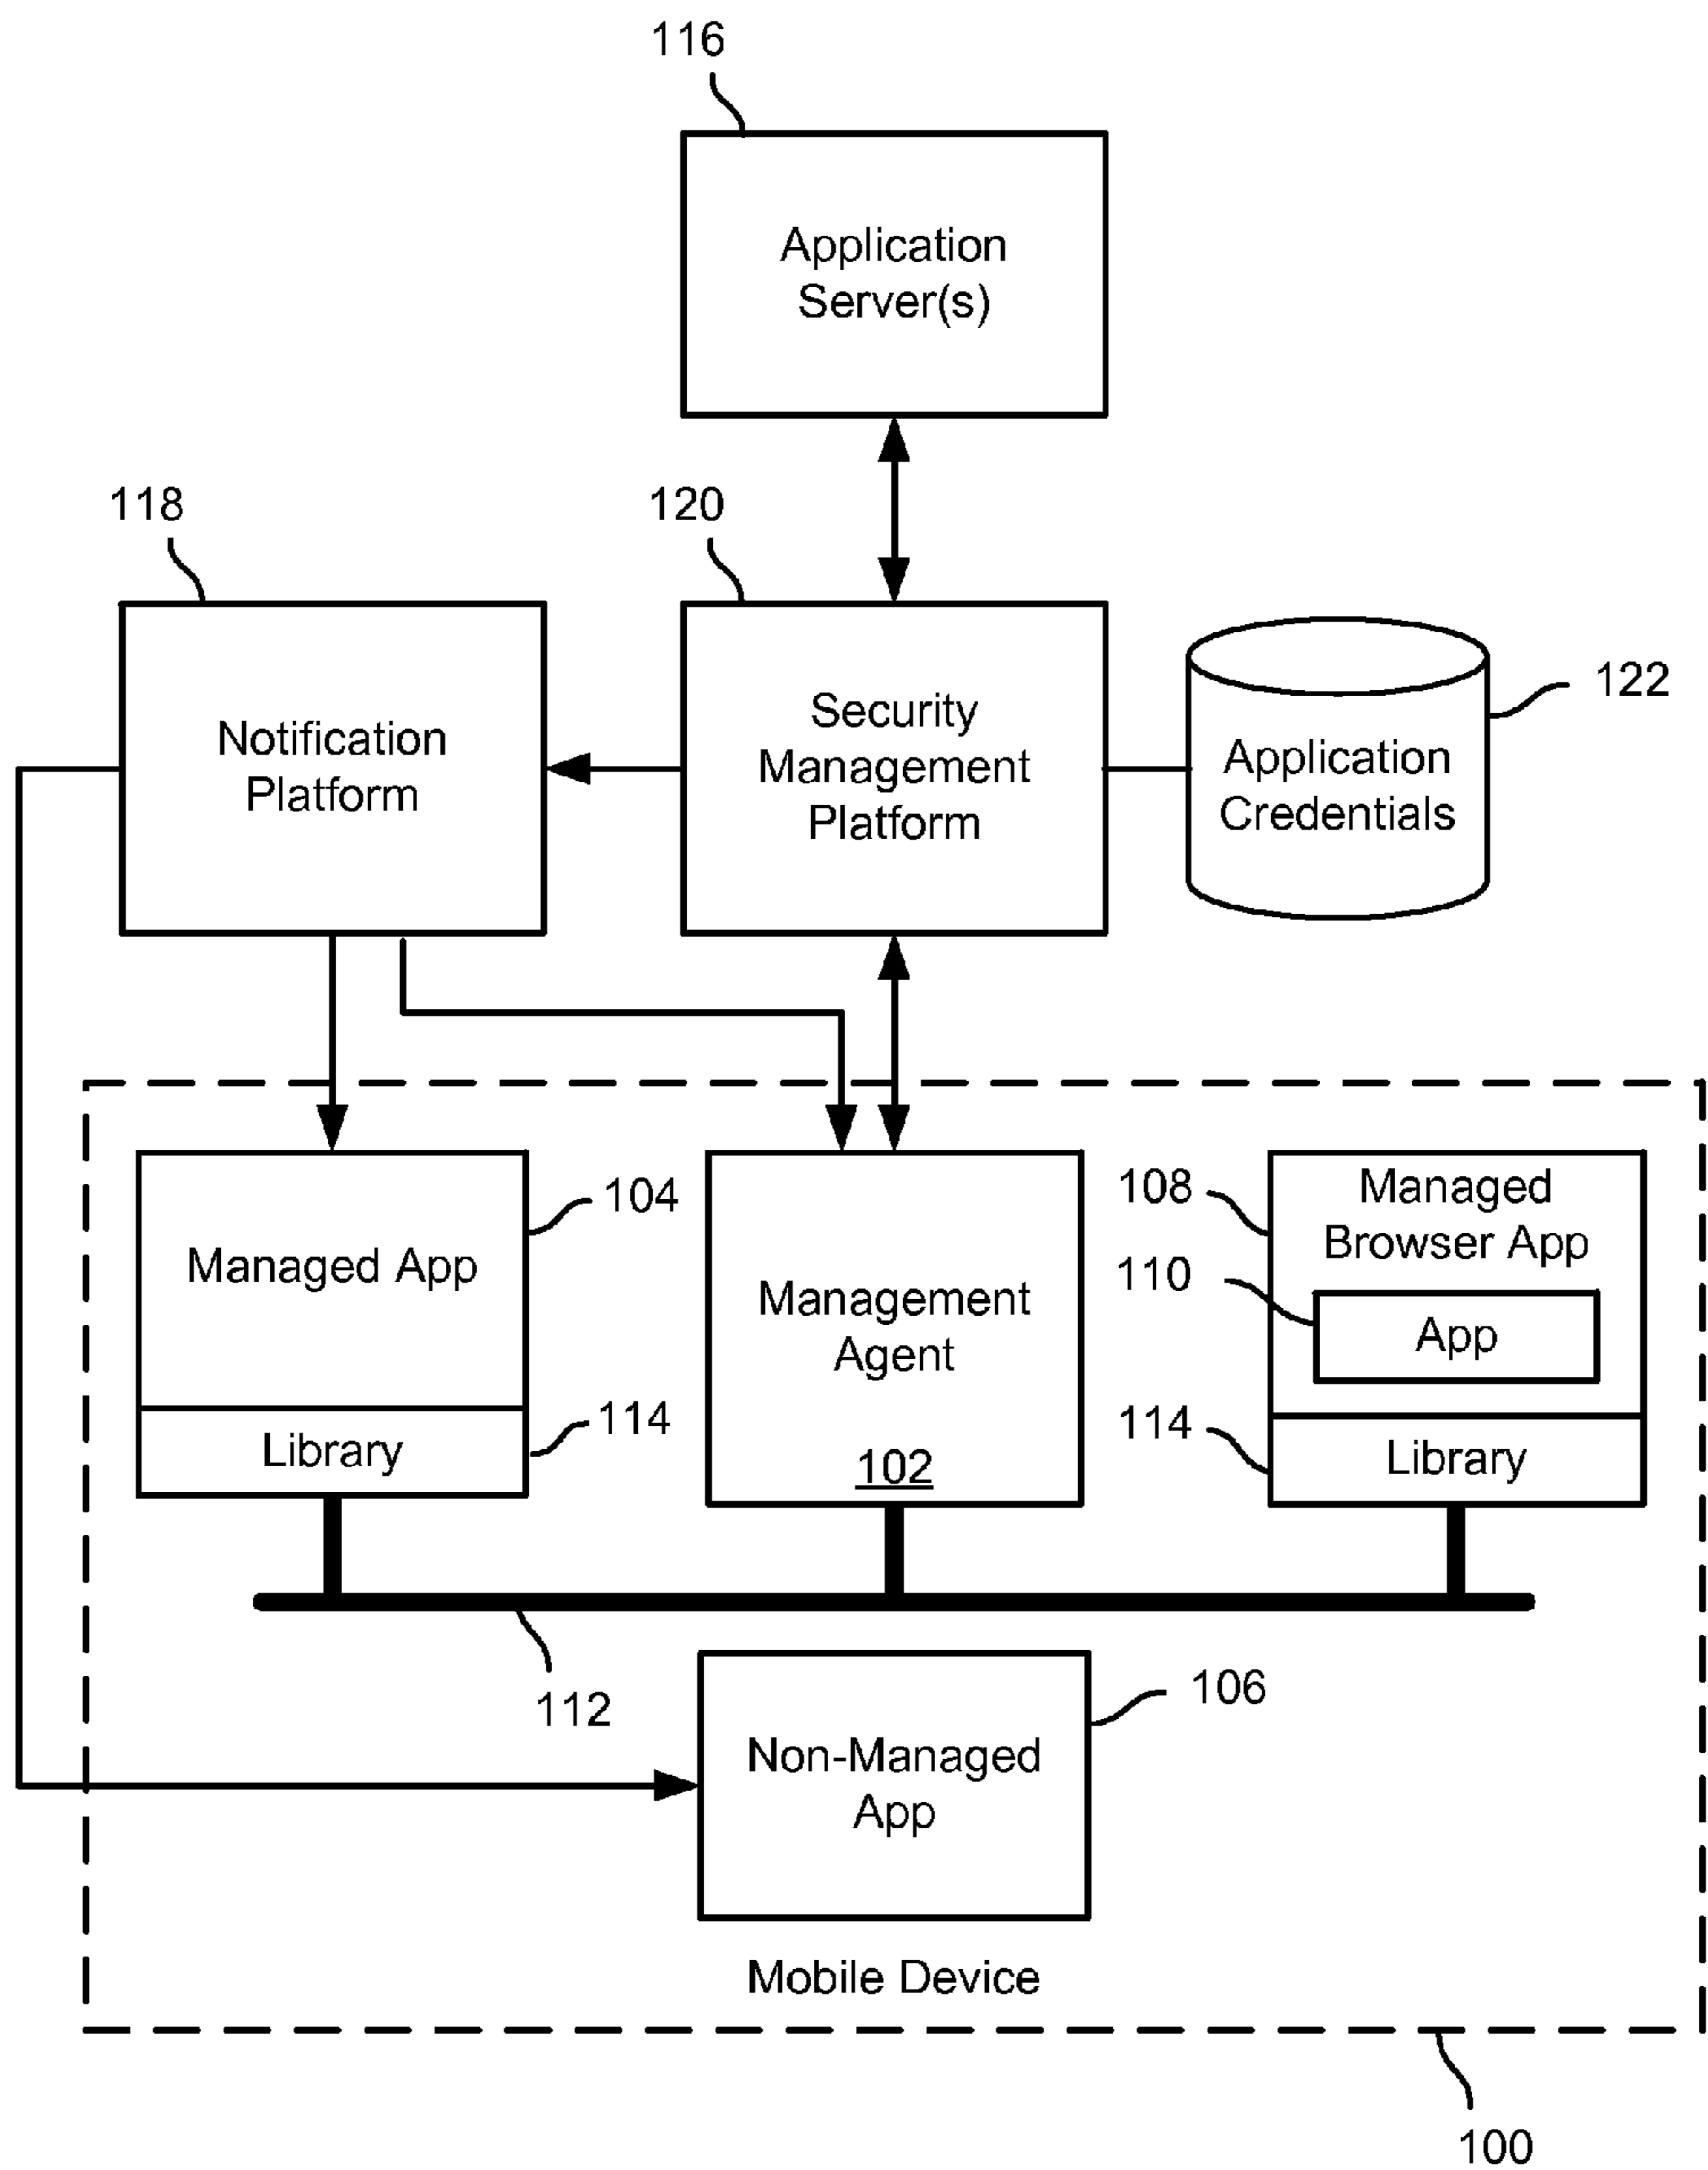 116
Application
Server(s)
118
120
Notification
Platform
Security
Management
Platform
122
Application
Credentials
104
Managed App
114
Library
Management
Agent
102
108
Managed
Browser App
110
App
114
Library
112
106
Non-Managed
App
Mobile Device
100